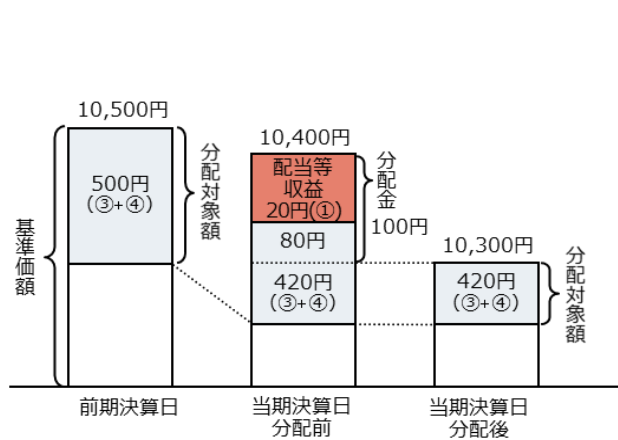 10,500円
500円
(③+④)
分配対象額
基準価額
前期決算日
10,400円
配当等
収益
20円(①)
80円
420円
(③+④)
分配金
100円
当期決算日
分配前
10,300円
420円
(③+④)
分配対象額
当期決算日
分配後